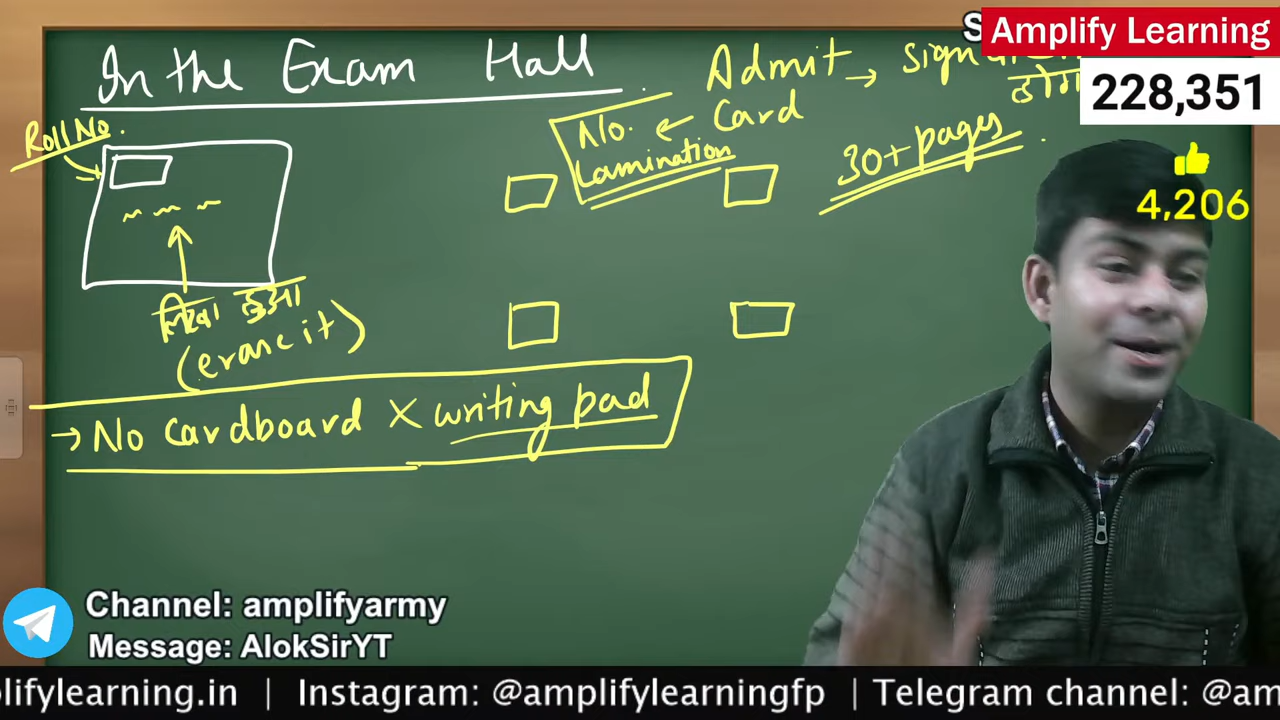 In the Exam Hall
Amplify Learning
228,351
Admit → Sign
Card
No. ←
Lamination
30+ pages
4,206
Roll No.
लिखा हुआ
(erase it)
→ No cardboard X writing pad
Channel: amplifyarmy
Message: AlokSirYT
plifylearning.in | Instagram: @amplifylearningfp | Telegram channel: @am